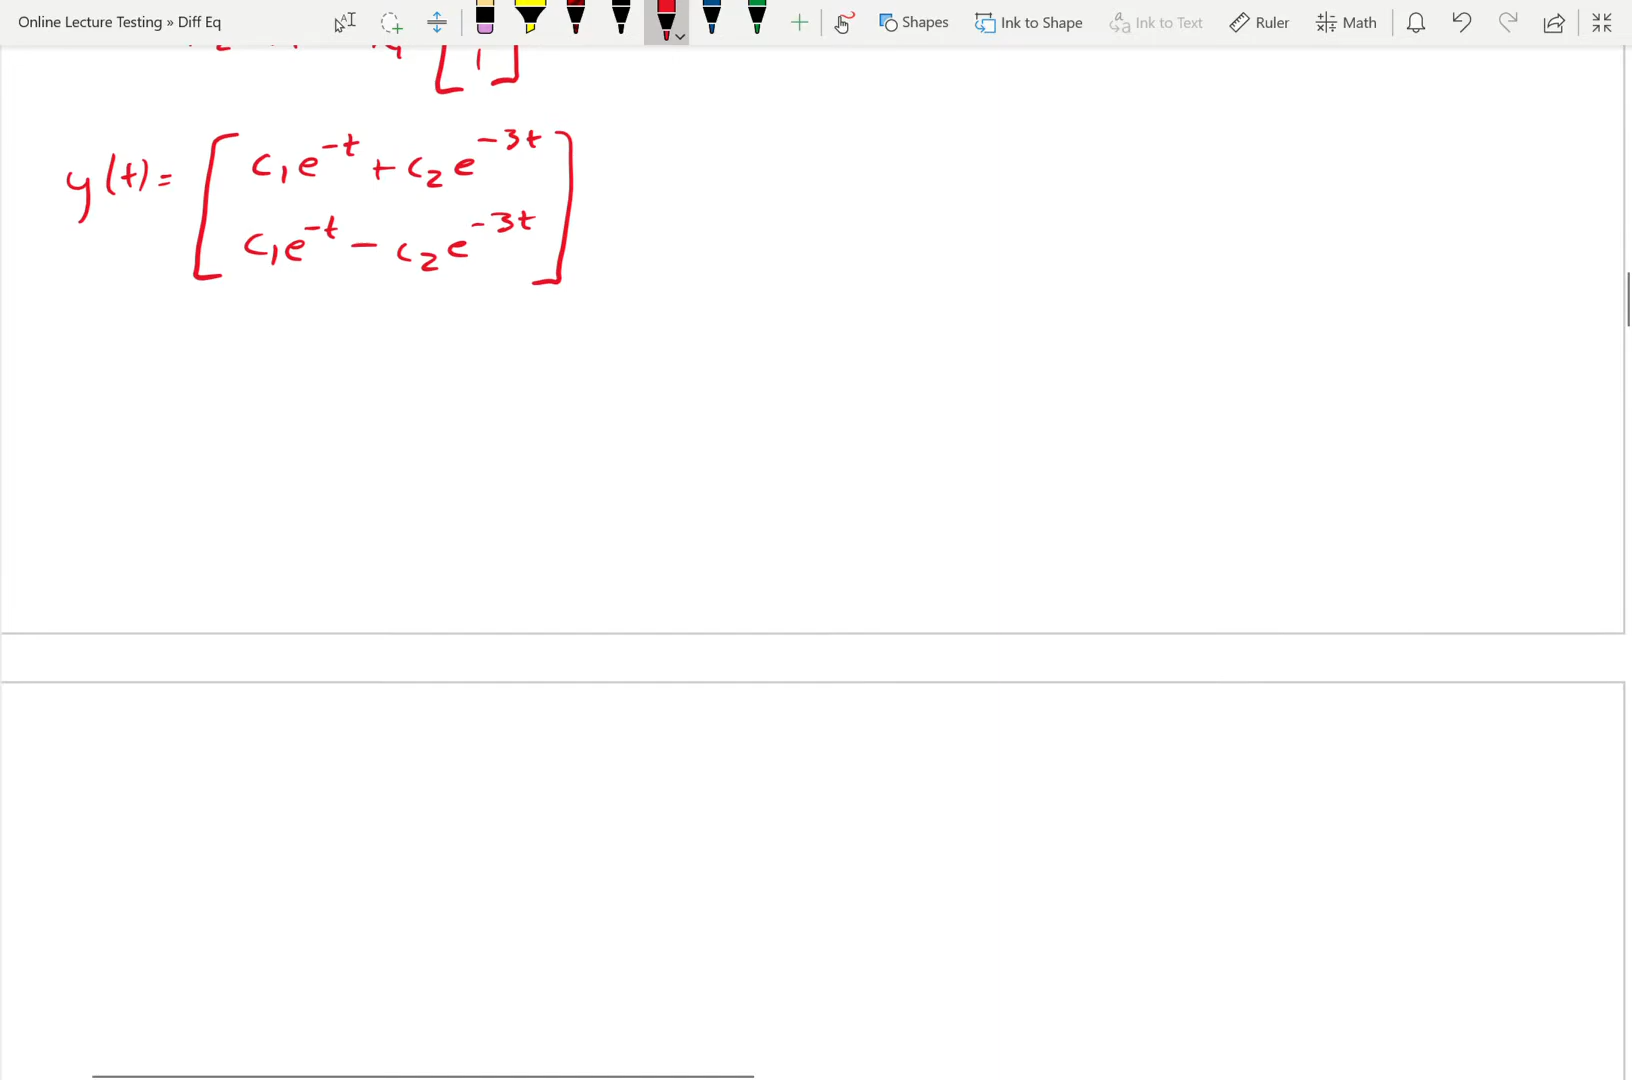 Online Lecture Testing » Diff Eq Shapes Ink to Shape Ink to Text Ruler Math
1
y(t) = [ c₁e^{-t} + c₂e^{-3t}
c₁e^{-t} - c₂e^{-3t} ]